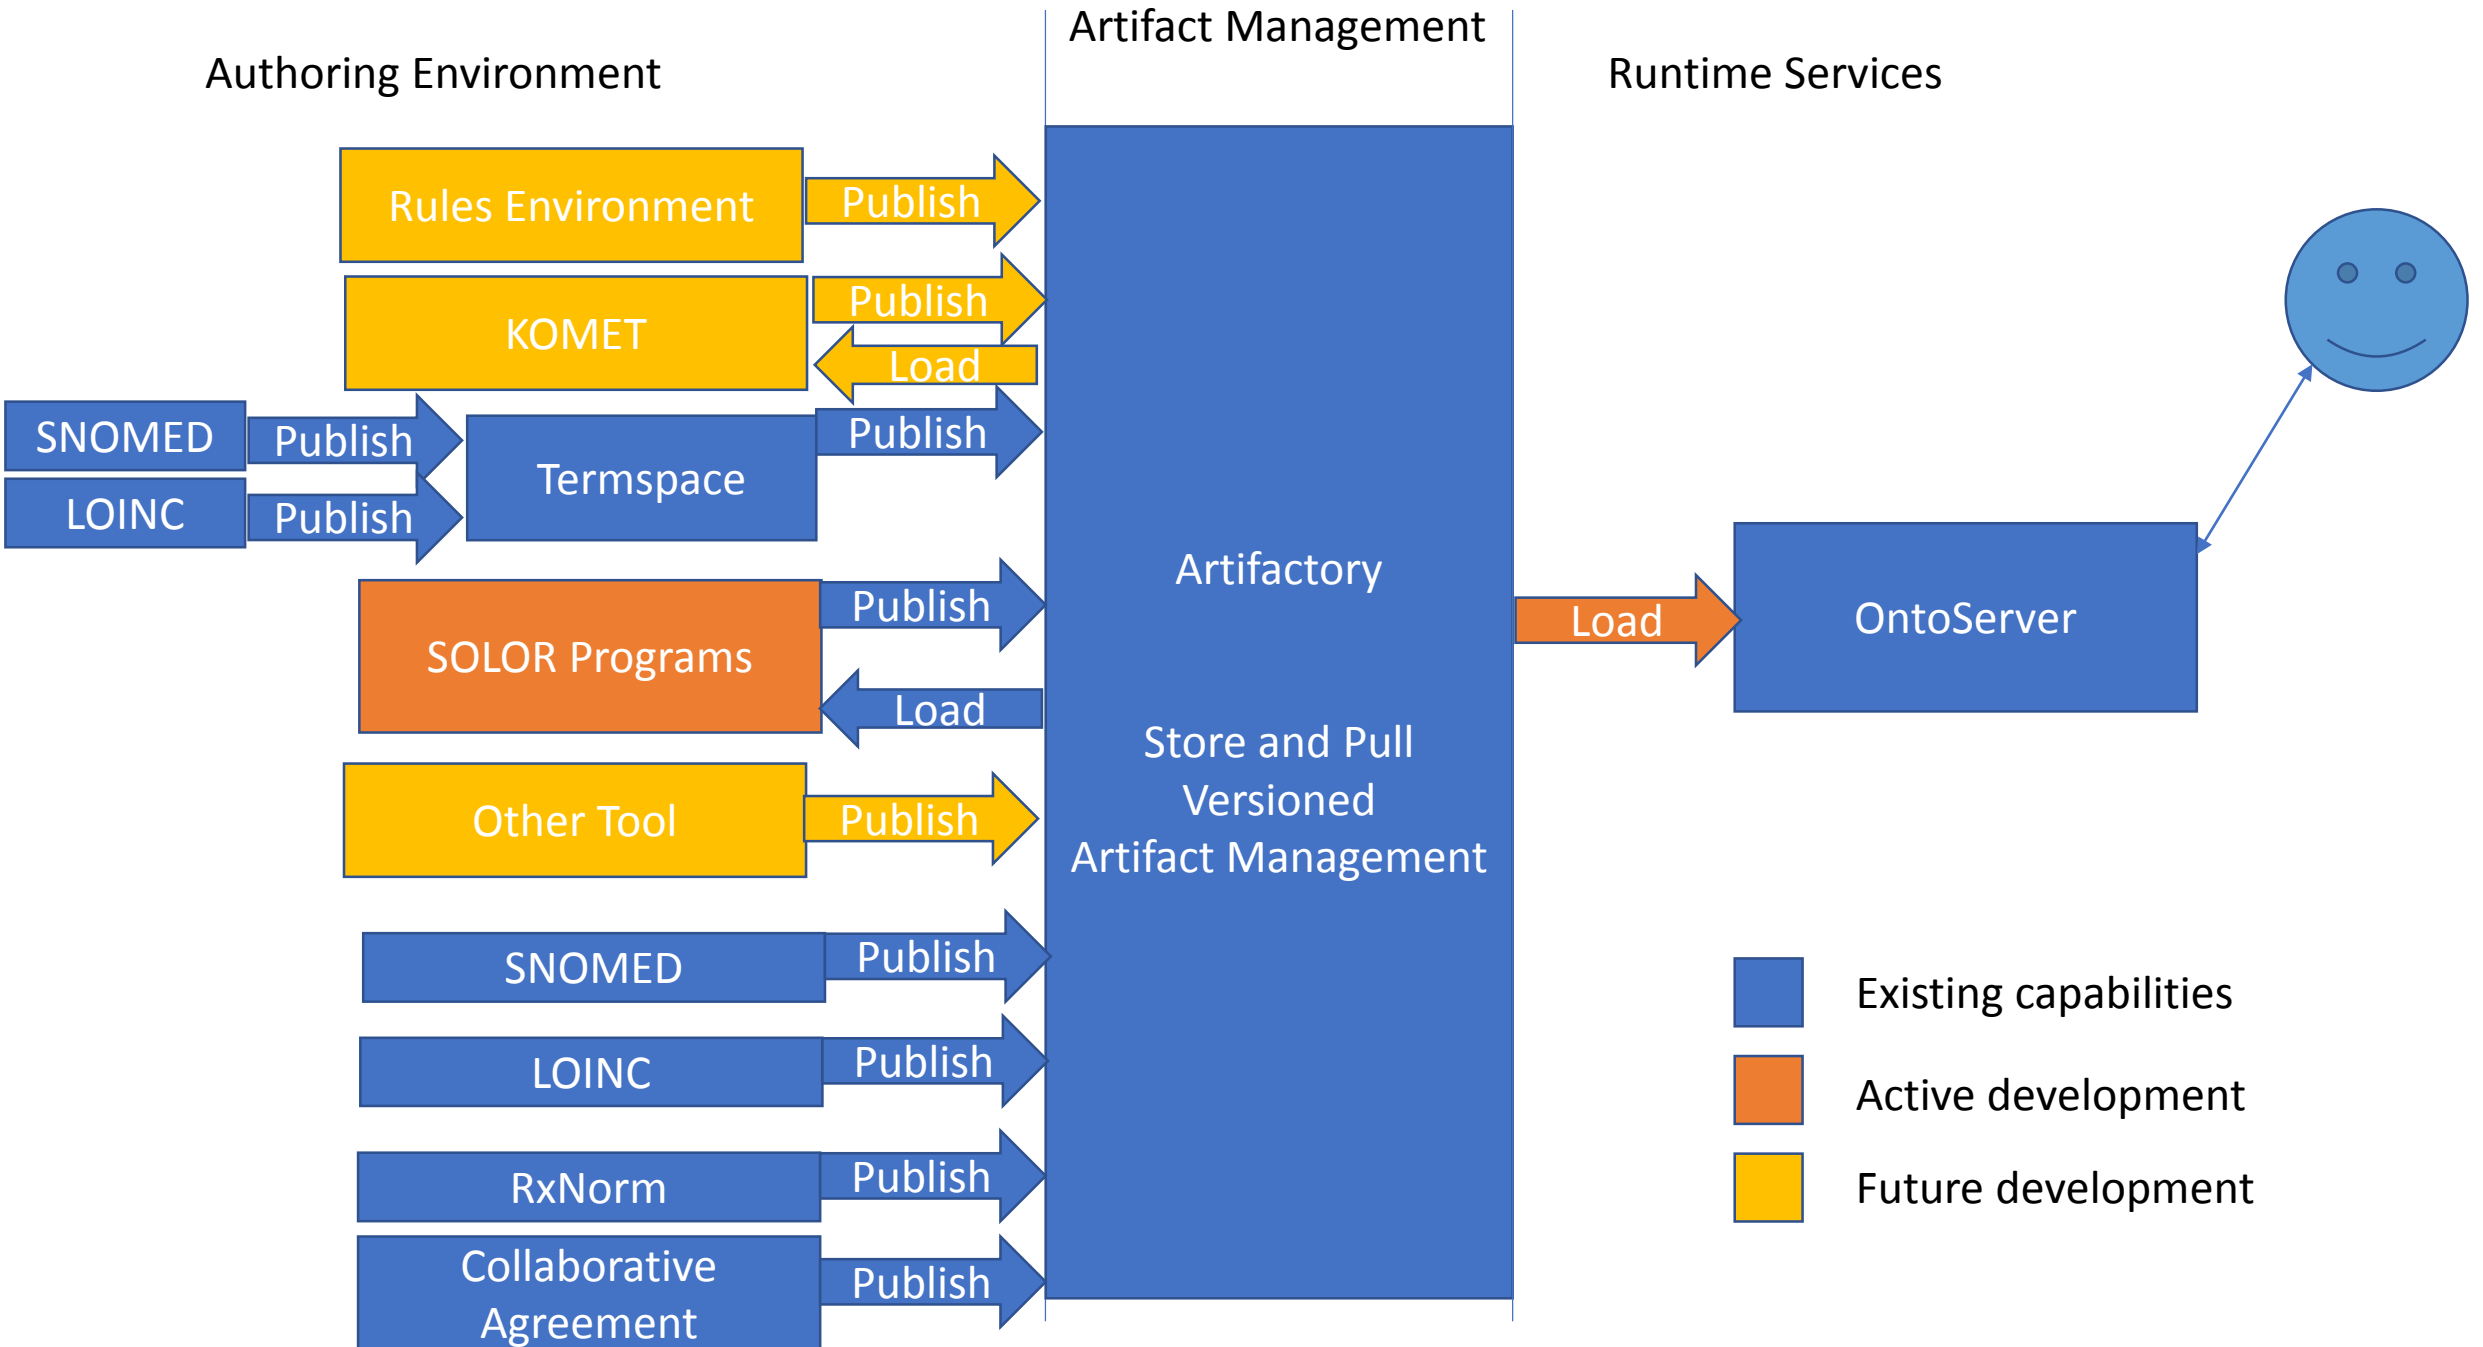 Artifact Management
Authoring Environment
Runtime Services
Rules Environment
Publish
KOMET
Publish
Load
SNOMED
Publish
LOINC
Publish
Termspace
Publish
SOLOR Programs
Publish
Load
Other Tool
Publish
SNOMED
Publish
LOINC
Publish
RxNorm
Publish
Collaborative
Agreement
Publish
Artifactory
Store and Pull
Versioned
Artifact Management
Load
OntoServer
Existing capabilities
Active development
Future development